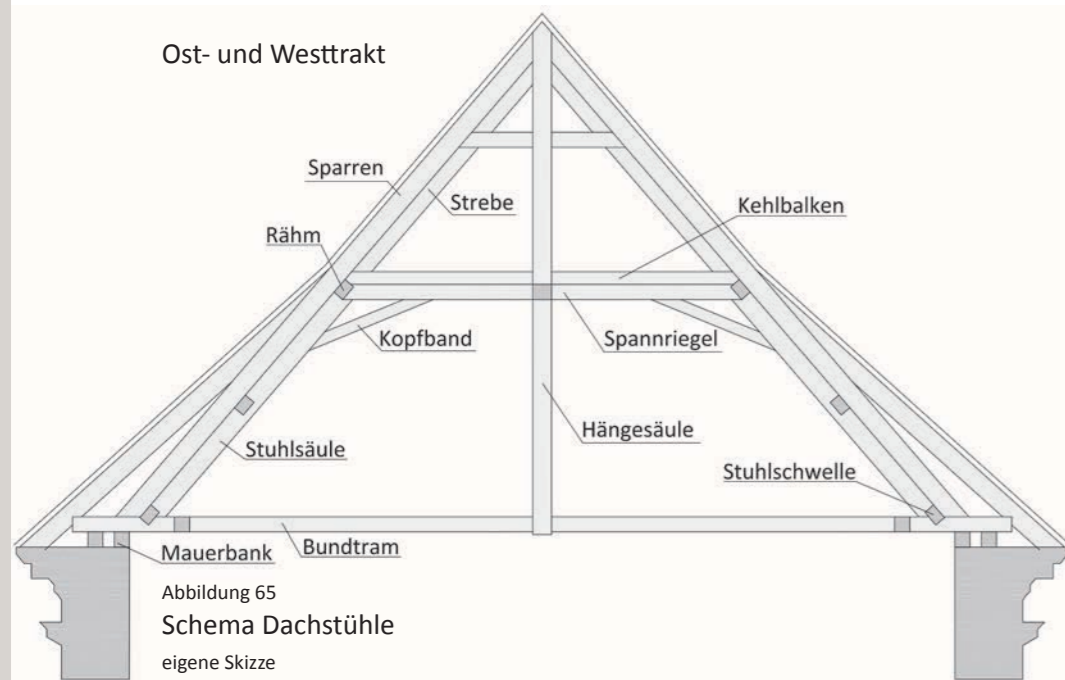 Ost- und Westtrakt
Sparren
Strebe
Kehlbalken
Rähm
Kopfband
Spannriegel
Hängesäule
Stuhlsäule
Stuhlschwelle
Mauerbank
Bundtram
Abbildung 65
Schema Dachstühle
eigene Skizze